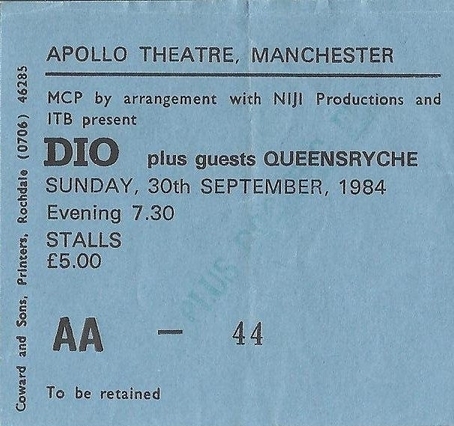 APOLLO THEATRE, MANCHESTER
MCP by arrangement with NIJI Productions and
ITB present
DIO plus guests QUEENSRYCHE
SUNDAY, 30th SEPTEMBER, 1984
Evening 7.30
STALLS
£5.00
AA — 44
To be retained
Coward and Sons, Printers, Rochdale (0706) 46285
PLUS